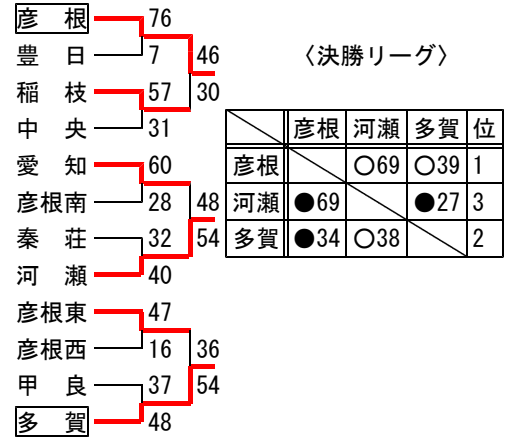 彦根 76
豊日 7 46
稲枝 57 30
中央 31
愛知 60
彦根南 28 48
秦荘 32 54
河瀬 40
彦根東 47
彦根西 16 36
甲良 37 54
多賀 48
〈決勝リーグ〉
彦根 河瀬 多賀 位
彦根 ○69 ○39 1
河瀬 ●69 ●27 3
多賀 ●34 ○38 2